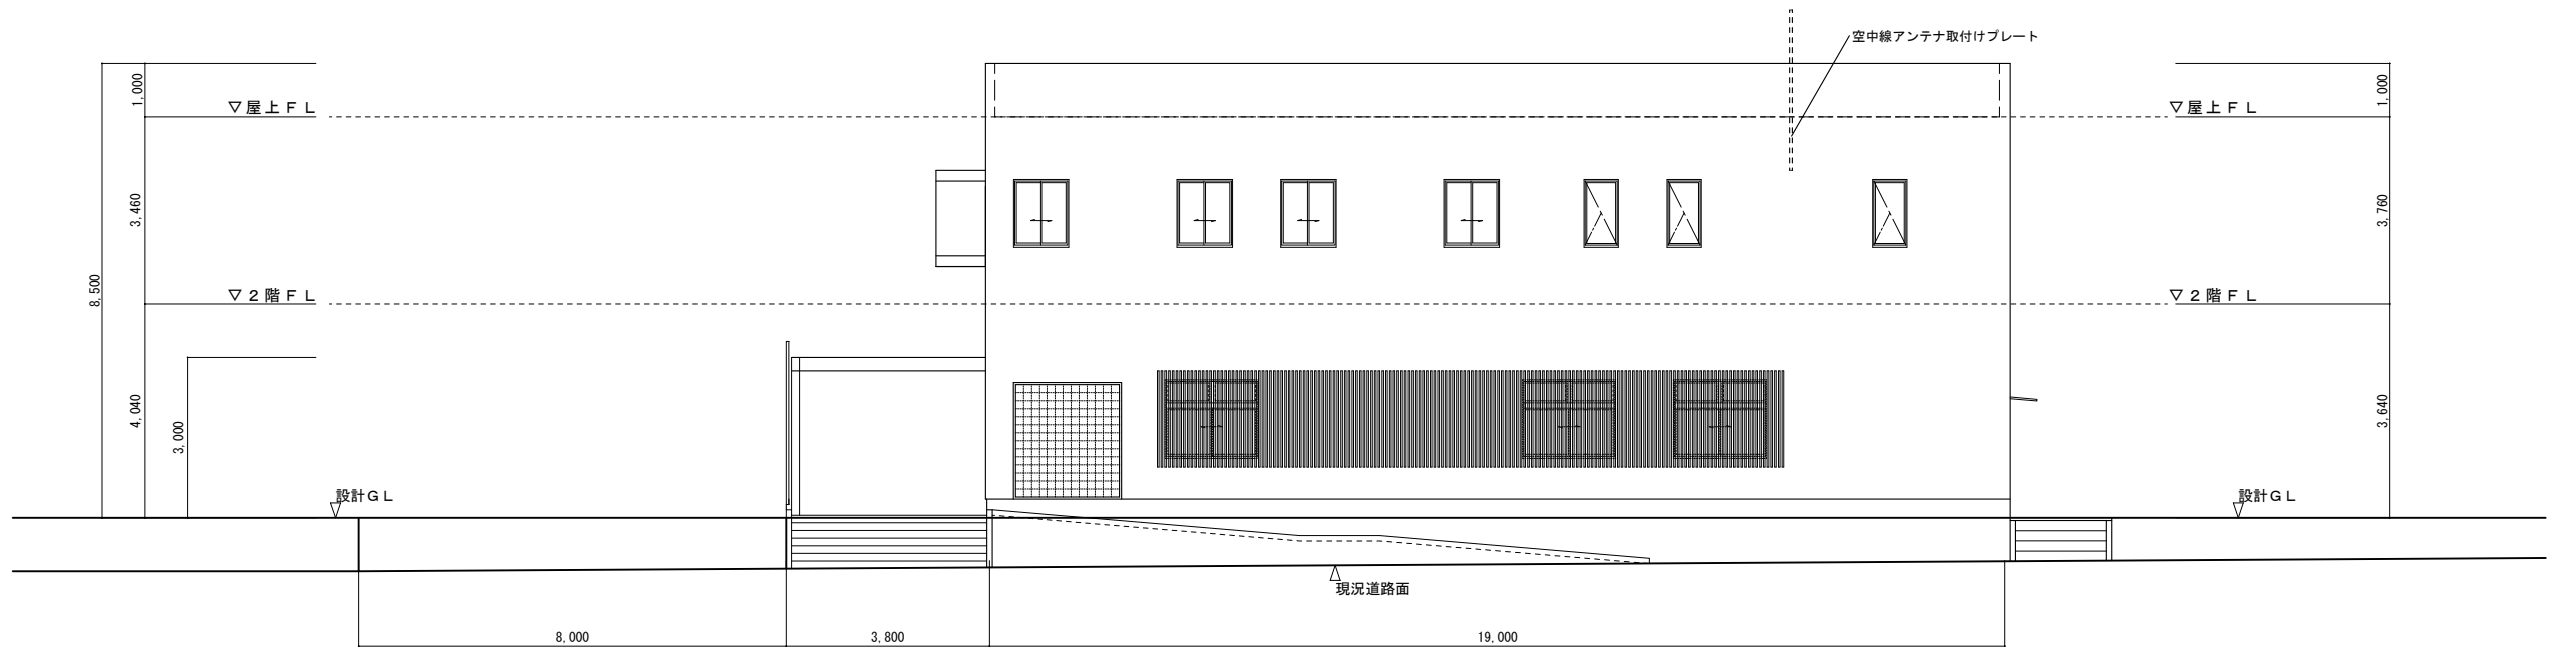 空中線アンテナ取付けプレート
1,000
▽屋上ＦＬ
▽屋上ＦＬ
1,000
3,460
3,760
8,500
▽２階ＦＬ
▽２階ＦＬ
4,040
3,000
3,640
設計ＧＬ
設計ＧＬ
現況道路面
8,000
3,800
19,000